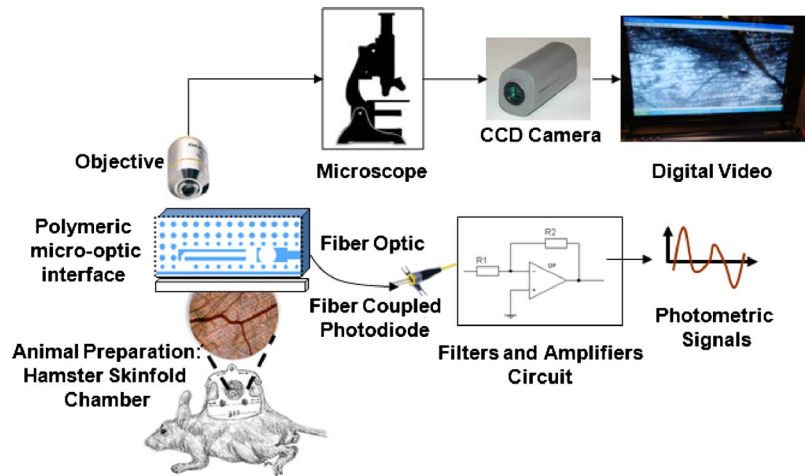 Objective
Microscope
CCD Camera
Digital Video
Polymeric
micro-optic
interface
Fiber Optic
Fiber Coupled
Photodiode
R1
R2
OP
Filters and Amplifiers
Circuit
Photometric
Signals
Animal Preparation:
Hamster Skinfold
Chamber